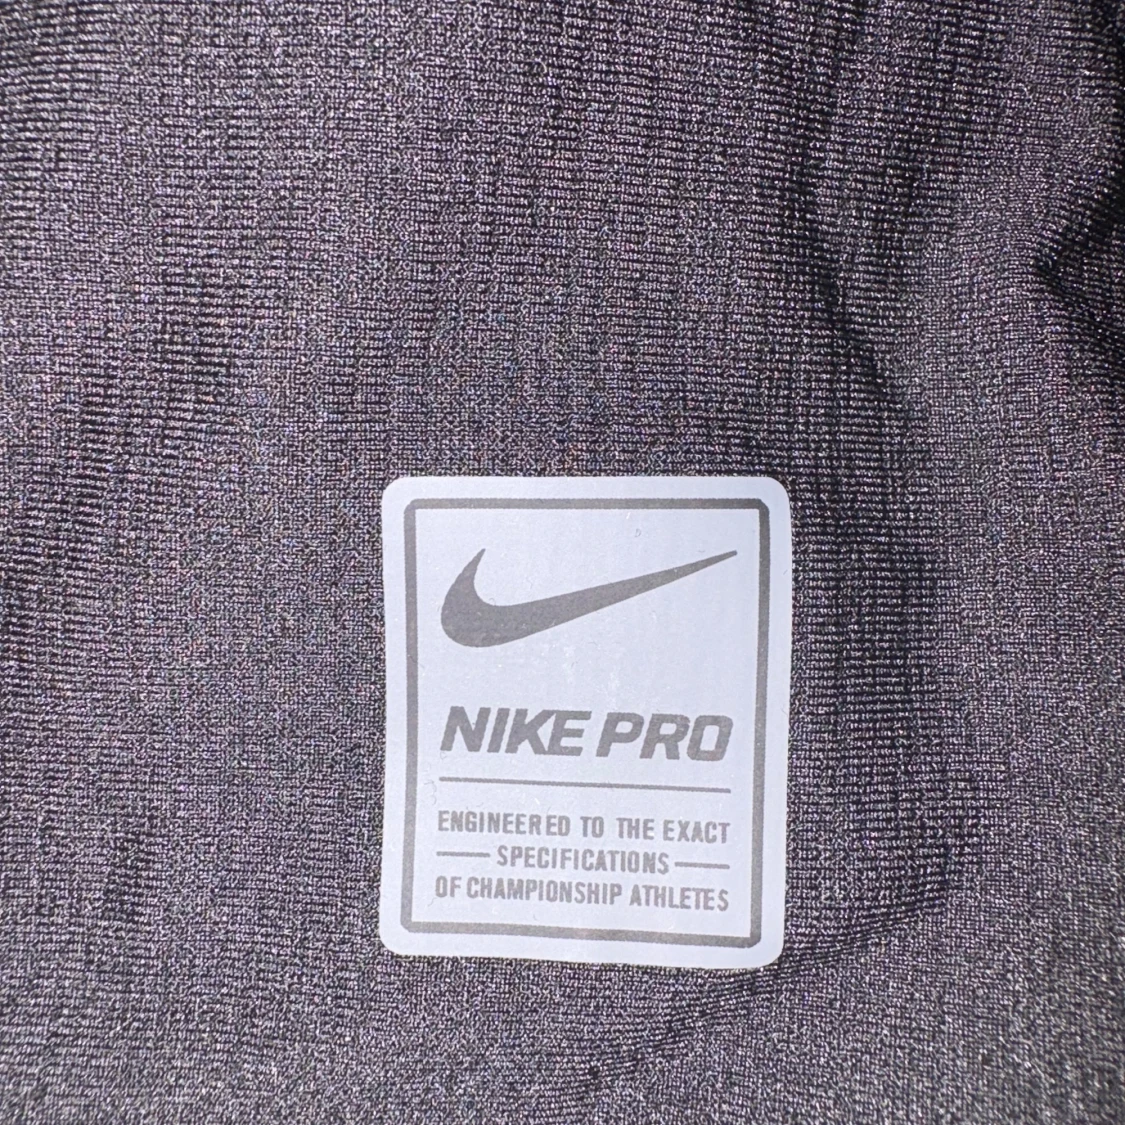 NIKE PRO
ENGINEERED TO THE EXACT
SPECIFICATIONS
OF CHAMPIONSHIP ATHLETES